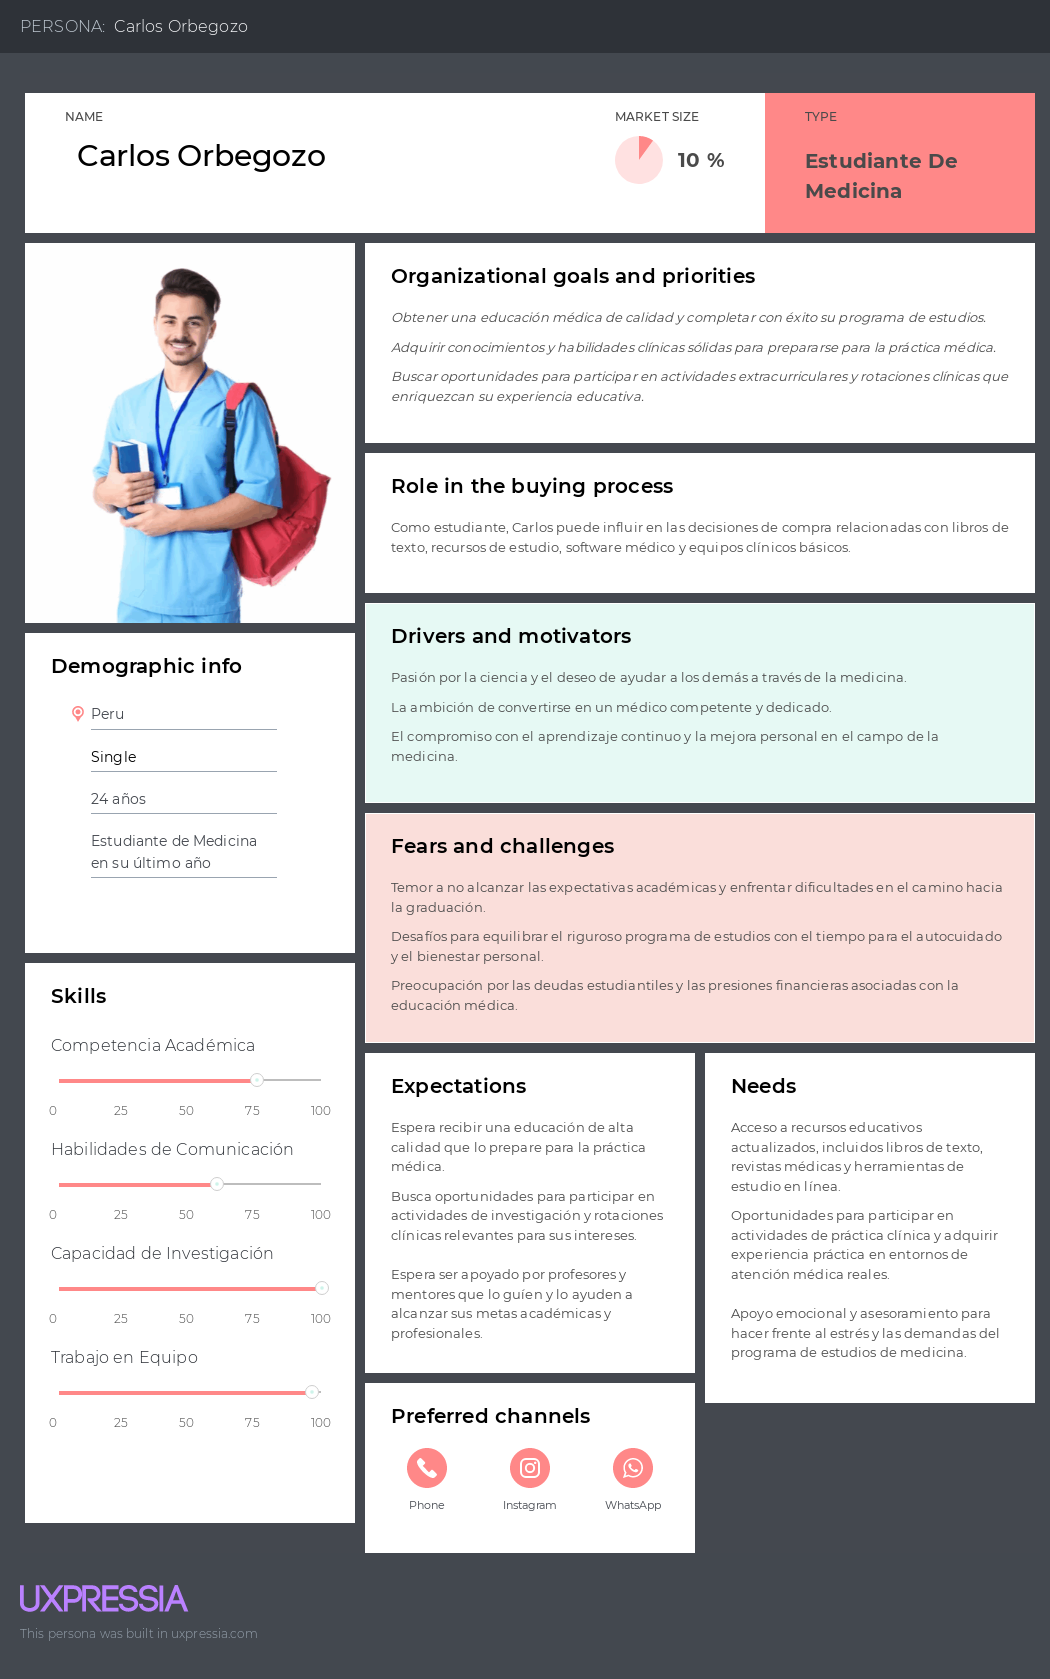 PERSONA: Carlos Orbegozo
NAME
Carlos Orbegozo
MARKET SIZE
10 %
TYPE
Estudiante De
Medicina
Organizational goals and priorities
Obtener una educación médica de calidad y completar con éxito su programa de estudios.
Adquirir conocimientos y habilidades clínicas sólidas para prepararse para la práctica médica.
Buscar oportunidades para participar en actividades extracurriculares y rotaciones clínicas que
enriquezcan su experiencia educativa.
Role in the buying process
Como estudiante, Carlos puede influir en las decisiones de compra relacionadas con libros de
texto, recursos de estudio, software médico y equipos clínicos básicos.
Drivers and motivators
Pasión por la ciencia y el deseo de ayudar a los demás a través de la medicina.
La ambición de convertirse en un médico competente y dedicado.
El compromiso con el aprendizaje continuo y la mejora personal en el campo de la
medicina.
Demographic info
Peru
Single
24 años
Estudiante de Medicina
en su último año
Fears and challenges
Temor a no alcanzar las expectativas académicas y enfrentar dificultades en el camino hacia
la graduación.
Desafíos para equilibrar el riguroso programa de estudios con el tiempo para el autocuidado
y el bienestar personal.
Preocupación por las deudas estudiantiles y las presiones financieras asociadas con la
educación médica.
Skills
Competencia Académica
0 25 50 75 100
Habilidades de Comunicación
0 25 50 75 100
Capacidad de Investigación
0 25 50 75 100
Trabajo en Equipo
0 25 50 75 100
Expectations
Espera recibir una educación de alta
calidad que lo prepare para la práctica
médica.
Busca oportunidades para participar en
actividades de investigación y rotaciones
clínicas relevantes para sus intereses.
Espera ser apoyado por profesores y
mentores que lo guíen y lo ayuden a
alcanzar sus metas académicas y
profesionales.
Needs
Acceso a recursos educativos
actualizados, incluidos libros de texto,
revistas médicas y herramientas de
estudio en línea.
Oportunidades para participar en
actividades de práctica clínica y adquirir
experiencia práctica en entornos de
atención médica reales.
Apoyo emocional y asesoramiento para
hacer frente al estrés y las demandas del
programa de estudios de medicina.
Preferred channels
Phone
Instagram
WhatsApp
UXPRESSIA
This persona was built in uxpressia.com